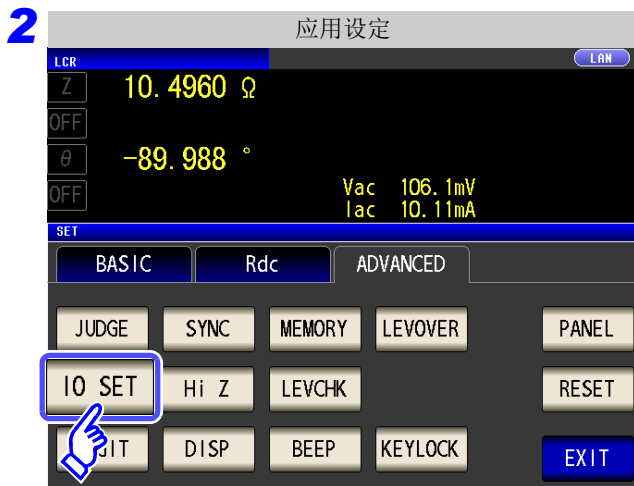 2
应用设定
LCR
LAN
Z 10.4960 Ω
OFF
θ -89.988 °
OFF
Vac 106.1mV
Iac 10.11mA
SET
BASIC Rdc ADVANCED
JUDGE SYNC MEMORY LEVOVER PANEL
IO SET Hi Z LEVCHK RESET
DISP BEEP KEYLOCK EXIT